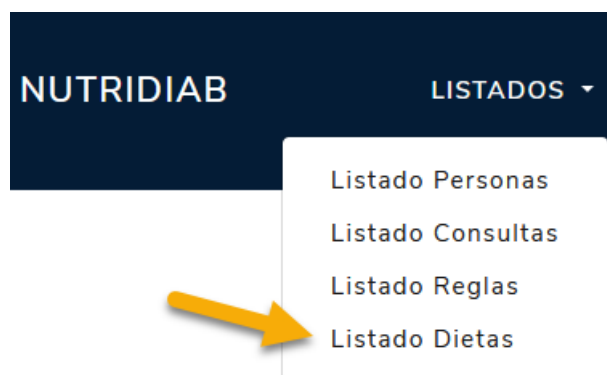 NUTRIDIAB LISTADOS
Listado Personas
Listado Consultas
Listado Reglas
Listado Dietas